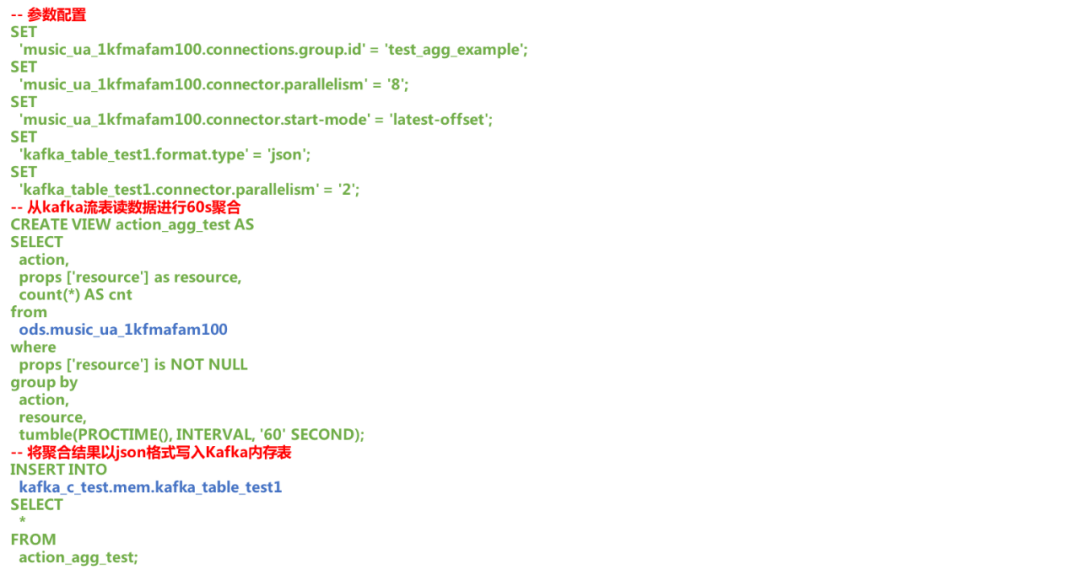 -- 参数配置
SET
'music_ua_1kfmafam100.connections.group.id' = 'test_agg_example';
SET
'music_ua_1kfmafam100.connector.parallelism' = '8';
SET
'music_ua_1kfmafam100.connector.start-mode' = 'latest-offset';
SET
'kafka_table_test1.format.type' = 'json';
SET
'kafka_table_test1.connector.parallelism' = '2';
-- 从kafka流表读数据进行60s聚合
CREATE VIEW action_agg_test AS
SELECT
action,
props ['resource'] as resource,
count(*) AS cnt
from
ods.music_ua_1kfmafam100
where
props ['resource'] is NOT NULL
group by
action,
resource,
tumble(PROCTIME(), INTERVAL, '60' SECOND);
-- 将聚合结果以json格式写入Kafka内存表
INSERT INTO
kafka_c_test.mem.kafka_table_test1
SELECT
*
FROM
action_agg_test;